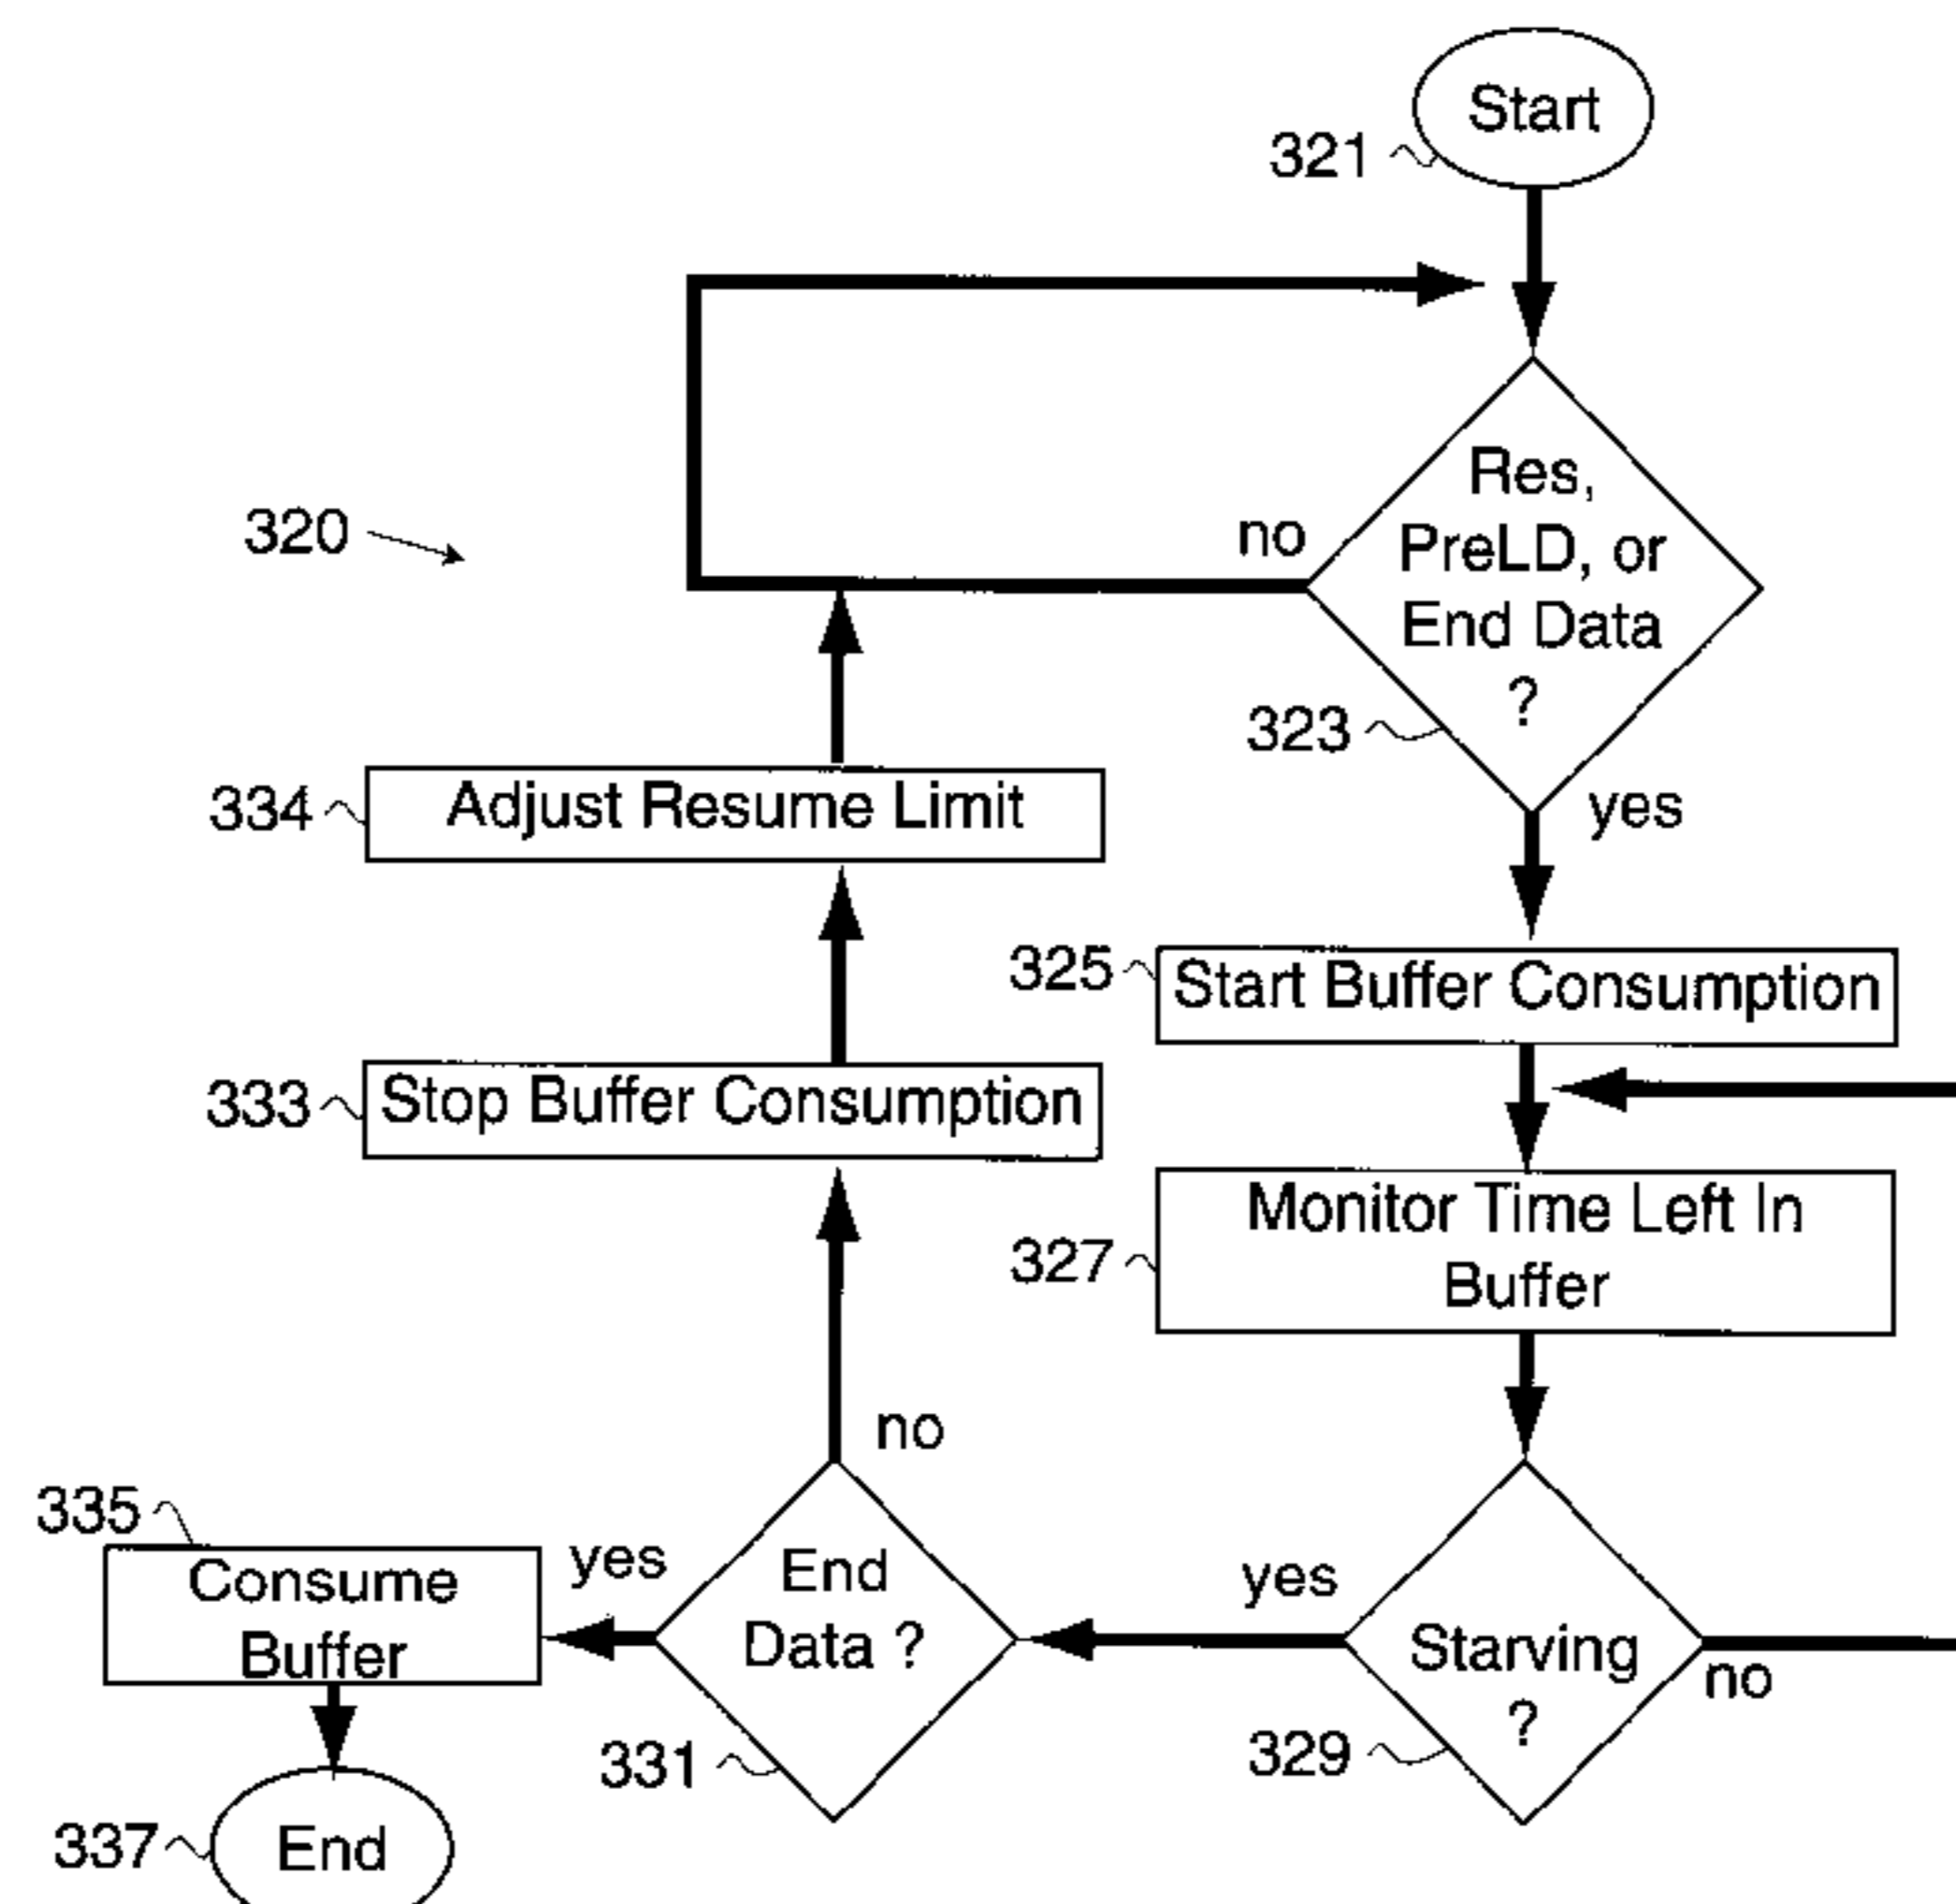 Start
321
Res,
PreLD, or
End Data
?
no
320
323
yes
Adjust Resume Limit
334
Start Buffer Consumption
325
Stop Buffer Consumption
333
Monitor Time Left In
Buffer
327
no
335
Consume
Buffer
yes
End
Data ?
yes
Starving
?
no
331
329
337
End